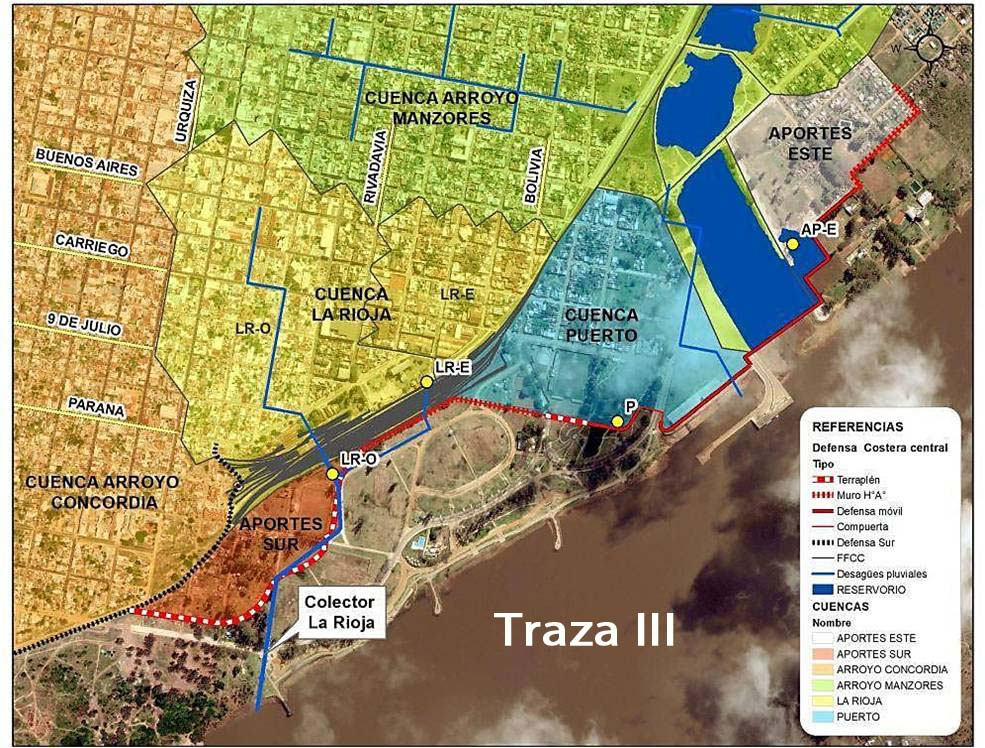 W
E
S
URQUIZA
CUENCA ARROYO
MANZORES
APORTES
ESTE
BUENOS AIRES
RIVADAVIA
BOLIVIA
CARRIEGO
AP-E
CUENCA
LA RIOJA
LR-E
LR-O
9 DE JULIO
CUENCA
PUERTO
LR-E
PARANA
P
LR-O
CUENCA ARROYO
CONCORDIA
APORTES
SUR
Colector
La Rioja
Traza III
REFERENCIAS
Defensa Costera central
Tipo
Terraplén
Muro H°A°
Defensa móvil
Compuerta
Defensa Sur
FFCC
Desagües pluviales
RESERVORIO
CUENCAS
Nombre
APORTES ESTE
APORTES SUR
ARROYO CONCORDIA
ARROYO MANZORES
LA RIOJA
PUERTO